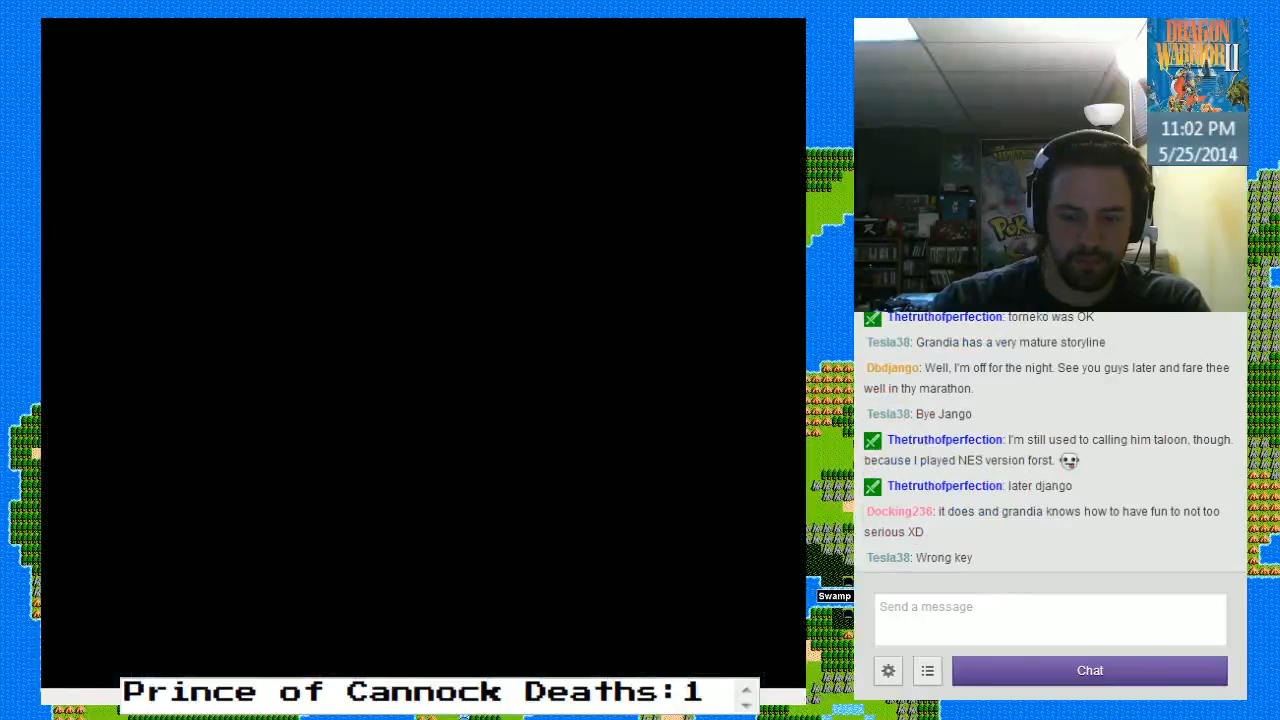 DRAGON
WARRIOR II
11:02 PM
5/25/2014
Thetruthofperfection: torneko was OK
Tesla38: Grandia has a very mature storyline
Dbdjango: Well, I'm off for the night. See you guys later and fare thee
well in thy marathon.
Tesla38: Bye Jango
Thetruthofperfection: I'm still used to calling him taloon, though.
because I played NES version forst.
Thetruthofperfection: later django
Docking236: it does and grandia knows how to have fun to not too
serious XD
Tesla38: Wrong key
Swamp
Send a message
Chat
Prince of Cannock Deaths:1